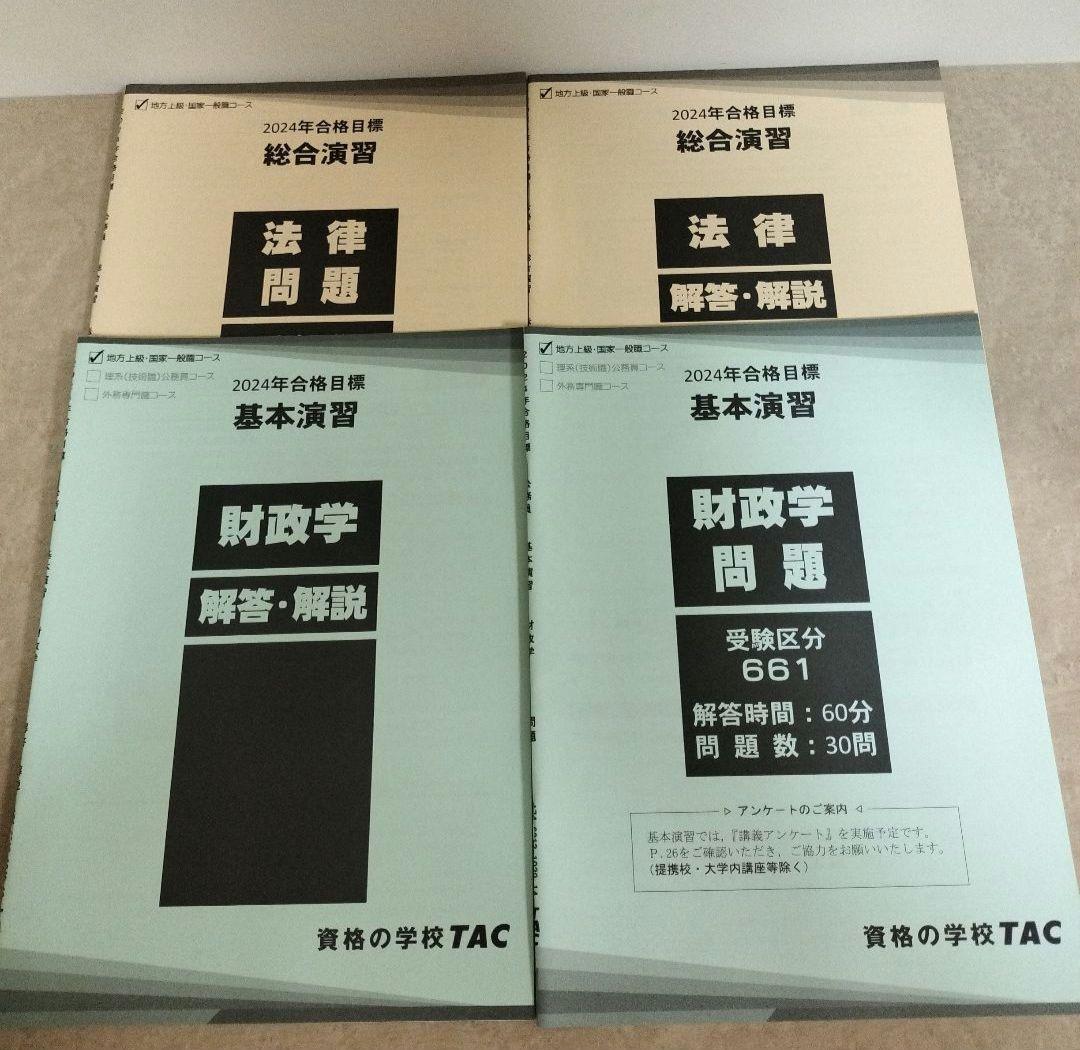 地方上級・国家一般職コース
2024年合格目標
総合演習
法律
問題
地方上級・国家一般職コース
2024年合格目標
総合演習
法律
解答・解説
地方上級・国家一般職コース
理系(技術職)公務員コース
外務専門職コース
2024年合格目標
基本演習
財政学
解答・解説
資格の学校TAC
地方上級・国家一般職コース
理系(技術職)公務員コース
外務専門職コース
2024年合格目標
基本演習
財政学
問題
受験区分
661
解答時間:60分
問題数:30問
▷ アンケートのご案内 ◁
基本演習では,『講義アンケート』を実施予定です。
P.26をご確認いただき,ご協力をお願いいたします。
(提携校・大学内講座等除く)
資格の学校TAC